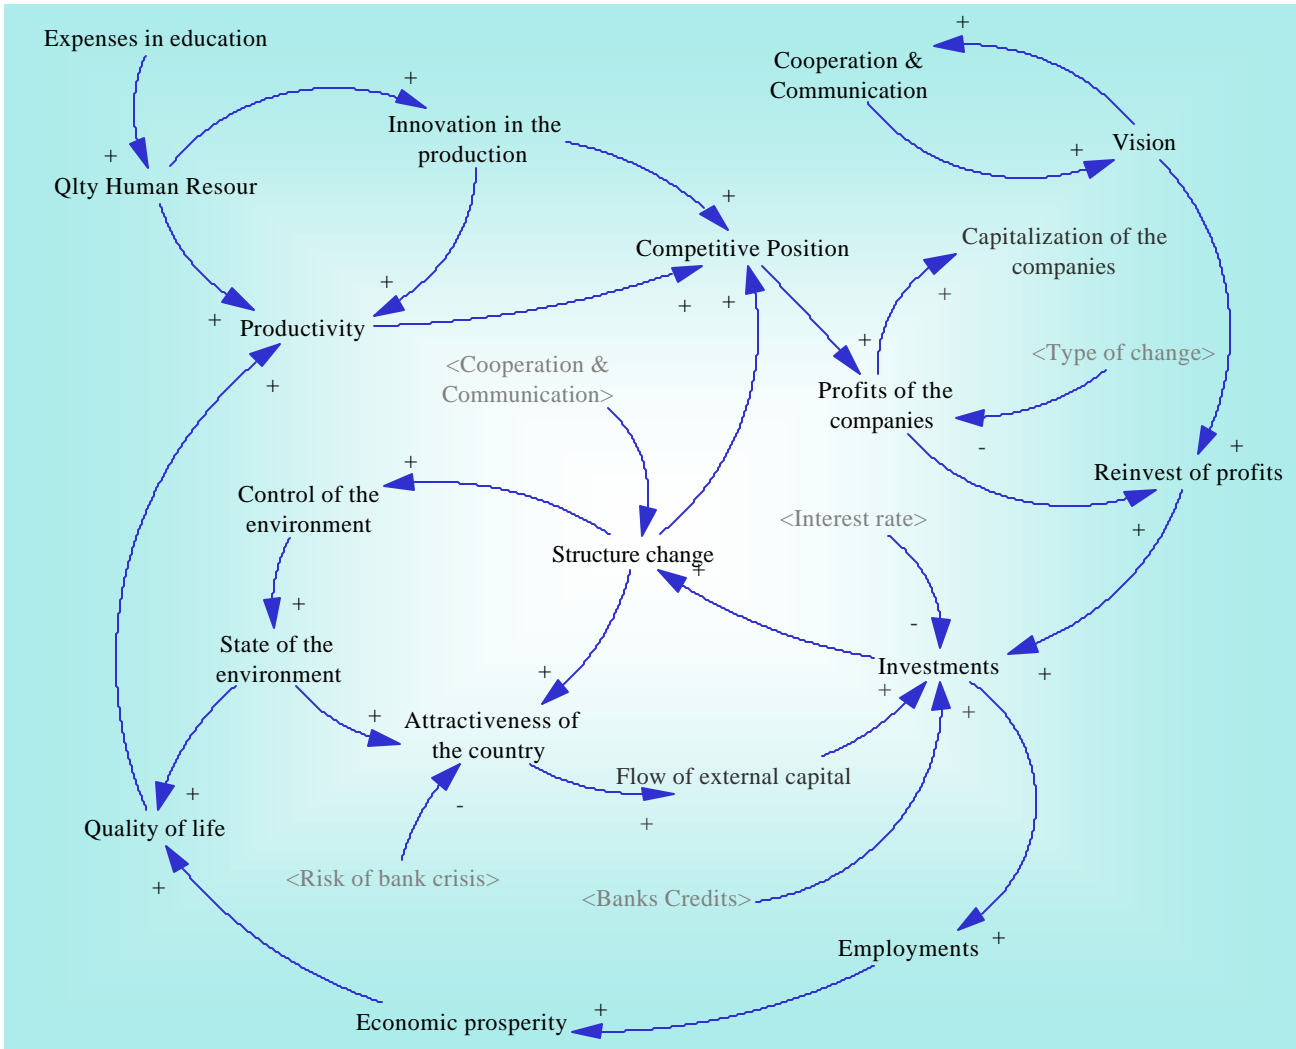 Expenses in education
+
Cooperation &
Communication
+
Innovation in the
production
+
Vision
+
Qlty Human Resour
+
Competitive Position
+
Capitalization of the
companies
+
Productivity
+
+
+
+
+
<Cooperation &
Communication>
<Type of change>
Profits of the
companies
+
-
Reinvest of profits
+
+
Control of the
environment
+
<Interest rate>
Structure change
+
State of the
environment
+
-
Investments
+
+
+
Attractiveness of
the country
+
+
-
Flow of external capital
+
Quality of life
+
+
<Risk of bank crisis>
<Banks Credits>
Employments
+
Economic prosperity
+